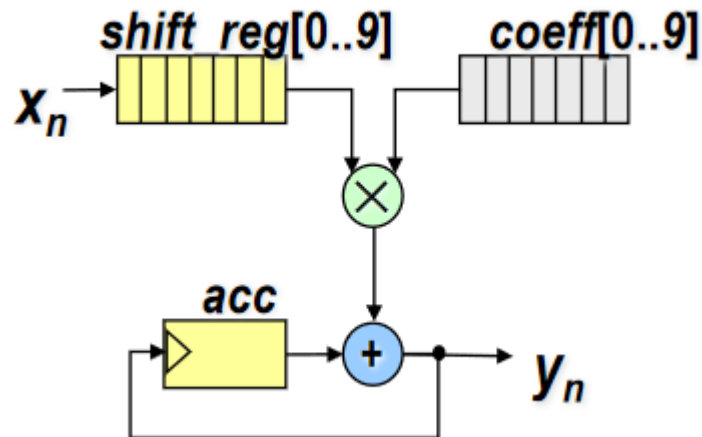 shift_reg[0..9]
coeff[0..9]
xn
×
acc
+
yn